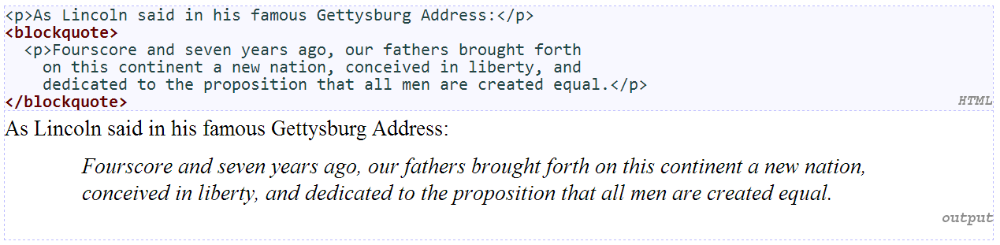 <p>As Lincoln said in his famous Gettysburg Address:</p>
<blockquote>
  <p>Fourscore and seven years ago, our fathers brought forth
    on this continent a new nation, conceived in liberty, and
    dedicated to the proposition that all men are created equal.</p>
</blockquote>
HTML
As Lincoln said in his famous Gettysburg Address:
Fourscore and seven years ago, our fathers brought forth on this continent a new nation,
conceived in liberty, and dedicated to the proposition that all men are created equal.
output